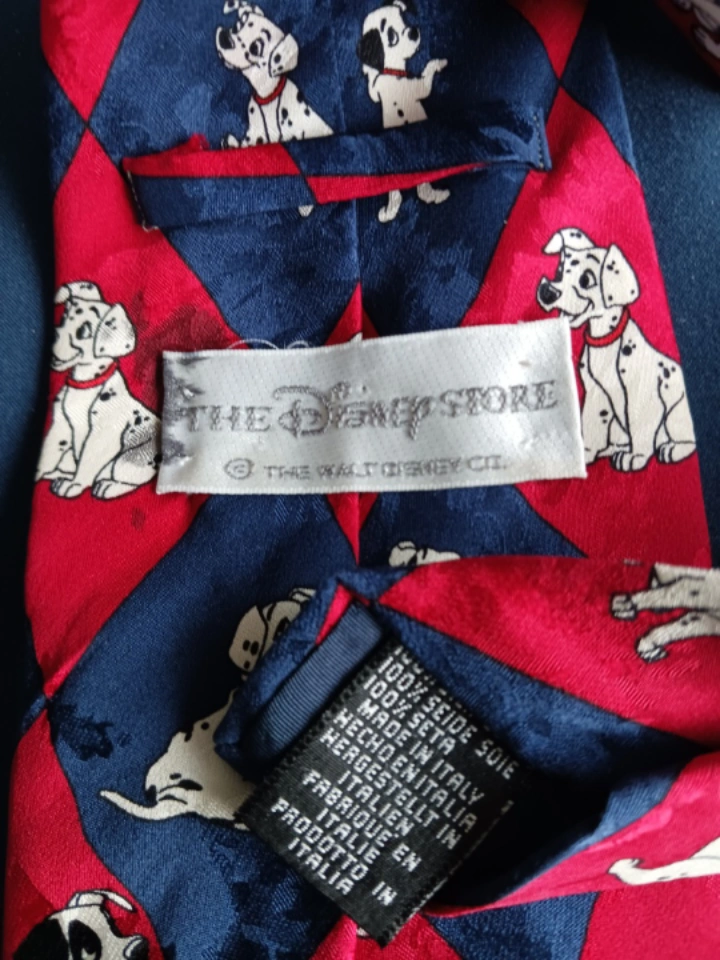 THE DISNEY STORE
© THE WALT DISNEY CO.
100% SEIDE SOIE
100% SETA
MADE IN ITALY
HECHO EN ITALIA
HERGESTELLT IN
ITALIEN
FABRIQUE EN
ITALIE
PRODOTTO IN
ITALIA